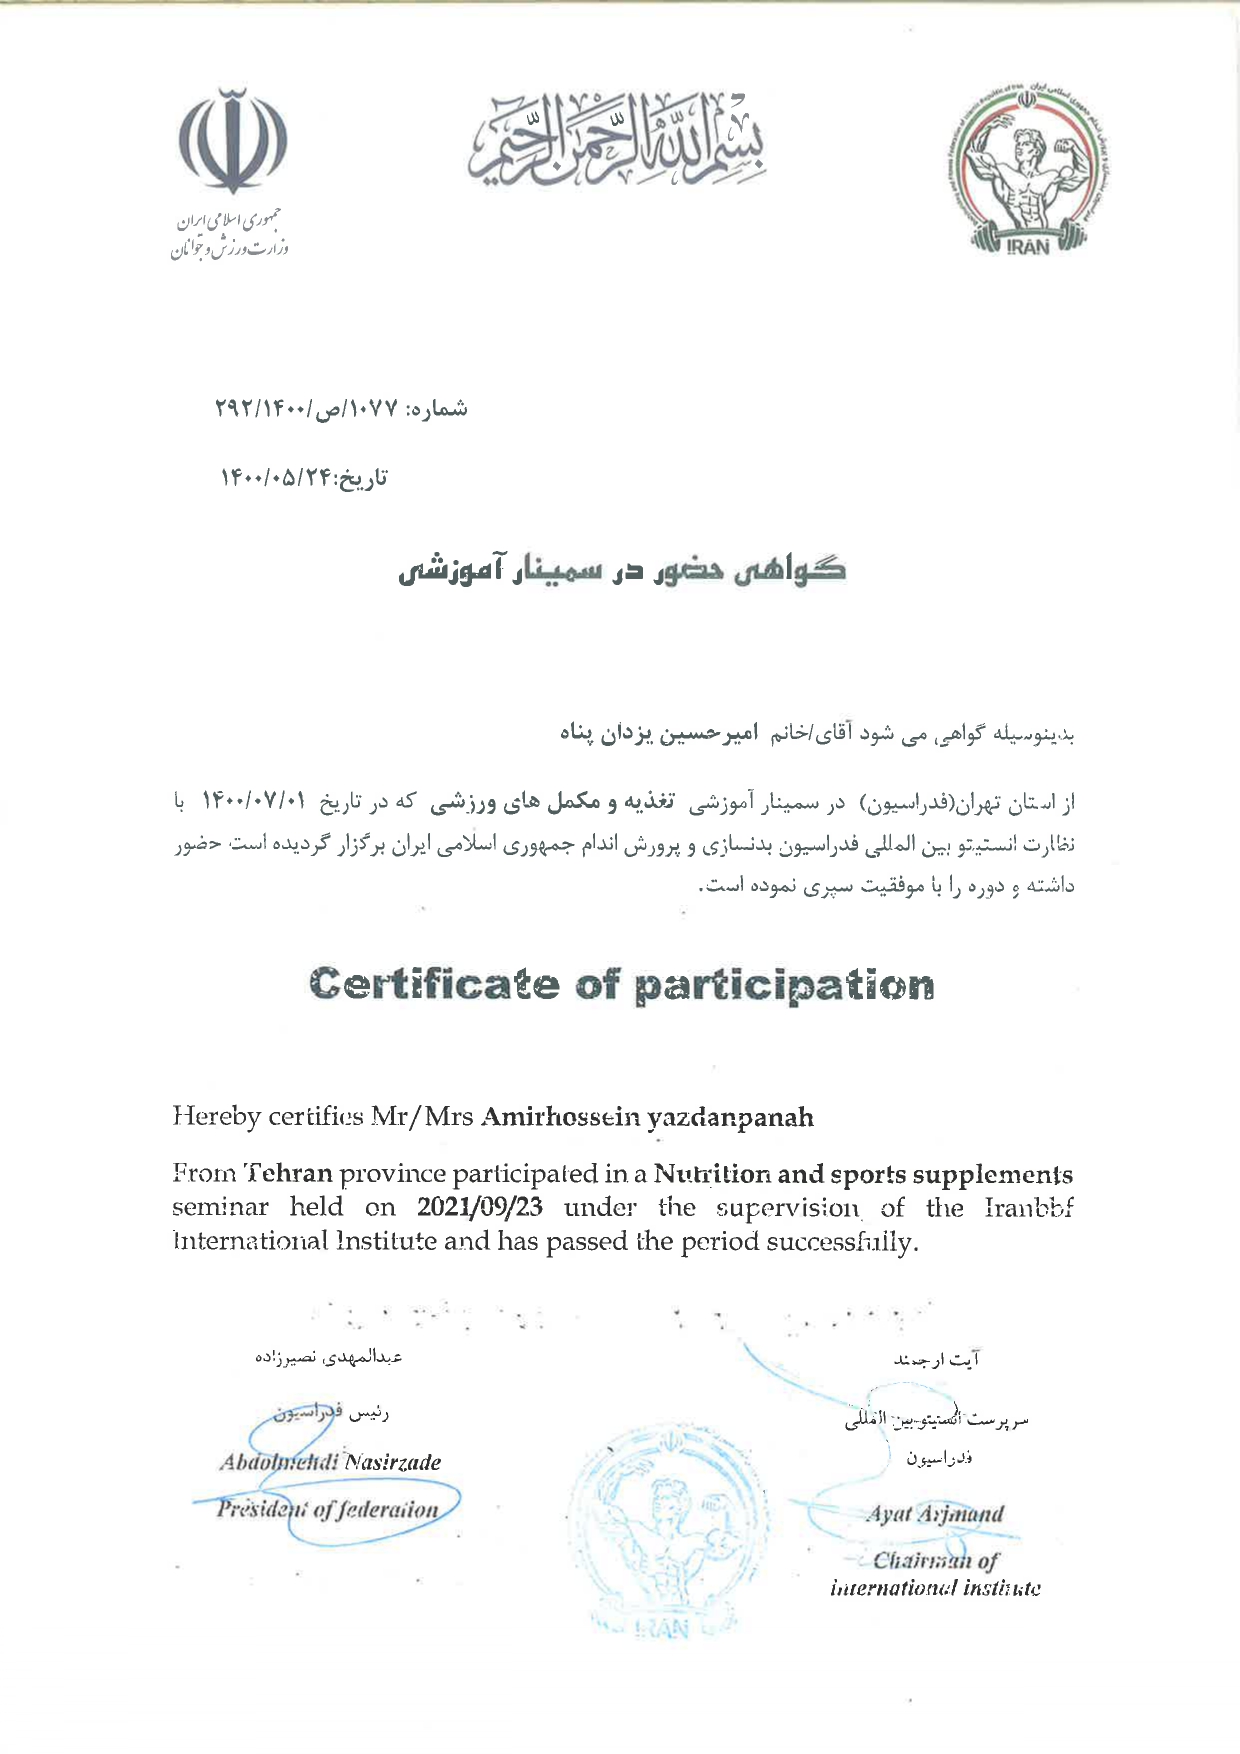 بسم الله الرحمن الرحیم
جمهوری اسلامی ایران
وزارت ورزش و جوانان
IRAN
شماره: ۲۹۲/۱۴۰۰/ص/۱۰۷۷
تاریخ:۱۴۰۰/۰۵/۲۴
گواهی حضور در سمینار آموزشی
بدینوسیله گواهی می شود آقای/خانم امیرحسین یزدان پناه
از استان تهران(فدراسیون) در سمینار آموزشی تغذیه و مکمل های ورزشی که در تاریخ ۱۴۰۰/۰۷/۰۱ با
نظارت انستیتو بین المللی فدراسیون بدنسازی و پرورش اندام جمهوری اسلامی ایران برگزار گردیده است حضور
داشته و دوره را با موفقیت سپری نموده است.
Certificate of participation
Hereby certifies Mr/Mrs Amirhossein yazdanpanah
From Tehran province participated in a Nutrition and sports supplements
seminar held on 2021/09/23 under the supervision of the Iranbbf
International Institute and has passed the period successfully.
آیت ارجمند
سرپرست انستیتو بین المللی
فدراسیون
Ayat Arjmand
Chairman of
international institute
عبدالمهدی نصیرزاده
رئیس فدراسیون
Abdolmehdi Nasirzade
President of federation
IRAN